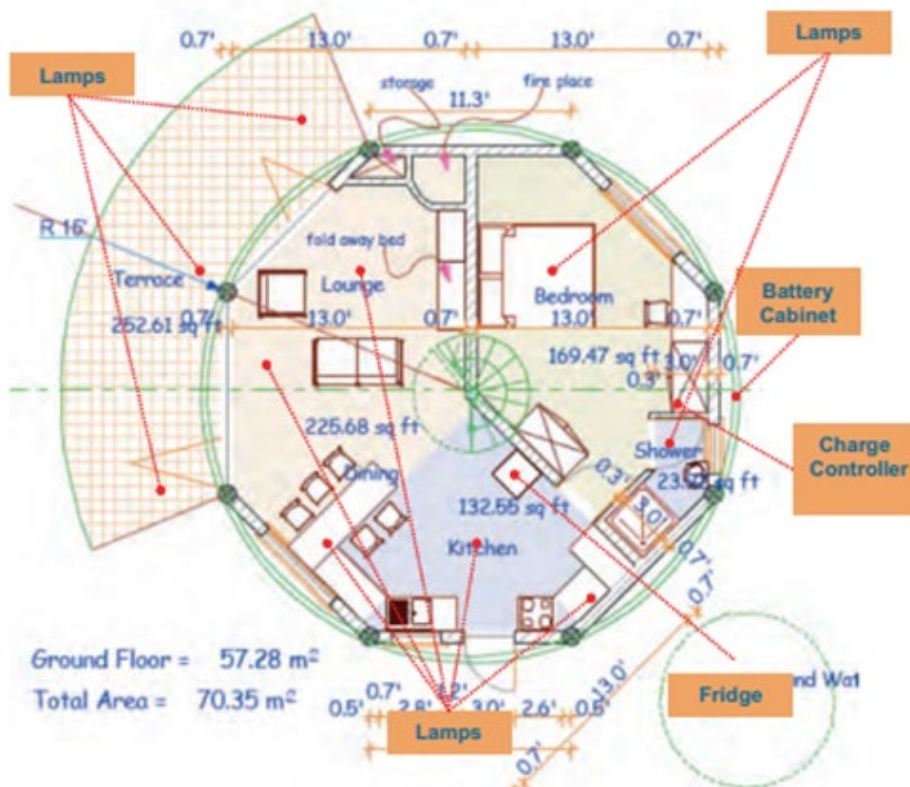 0.7' 13.0' 0.7' 13.0' 0.7'
Lamps
Lamps
storage
fire place
11.3'
R 16'
fold away bed
Terrace
Lounge
Bedroom
Battery
Cabinet
252.61 sq ft
0.7' 13.0' 0.7' 13.0' 0.7'
169.47 sq ft
3.0' 0.7'
0.3'
225.68 sq ft
Dining
Shower
Charge
Controller
0.3'
132.55 sq ft
3.0'
Kitchen
0.7'
0.7'
Ground Floor = 57.28 m²
Total Area = 70.35 m²
0.7'
0.5' 2.8' 3.0' 2.6' 0.5'
13.0'
Lamps
Fridge
0.7'
0.7'